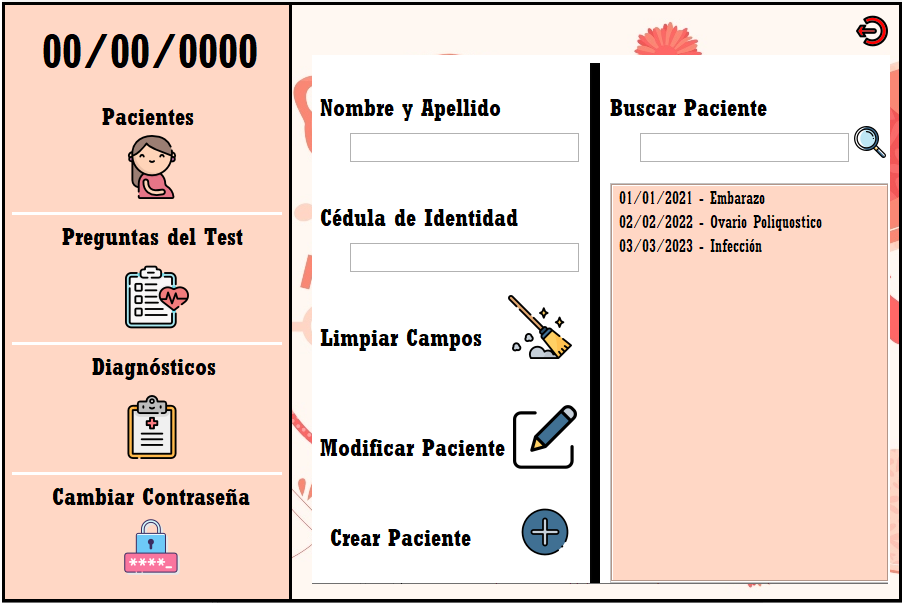 00/00/0000
Pacientes
Preguntas del Test
Diagnósticos
Cambiar Contraseña
****_
Nombre y Apellido
Cédula de Identidad
Limpiar Campos
Modificar Paciente
Crear Paciente
Buscar Paciente
01/01/2021 - Embarazo
02/02/2022 - Ovario Poliquostico
03/03/2023 - Infección